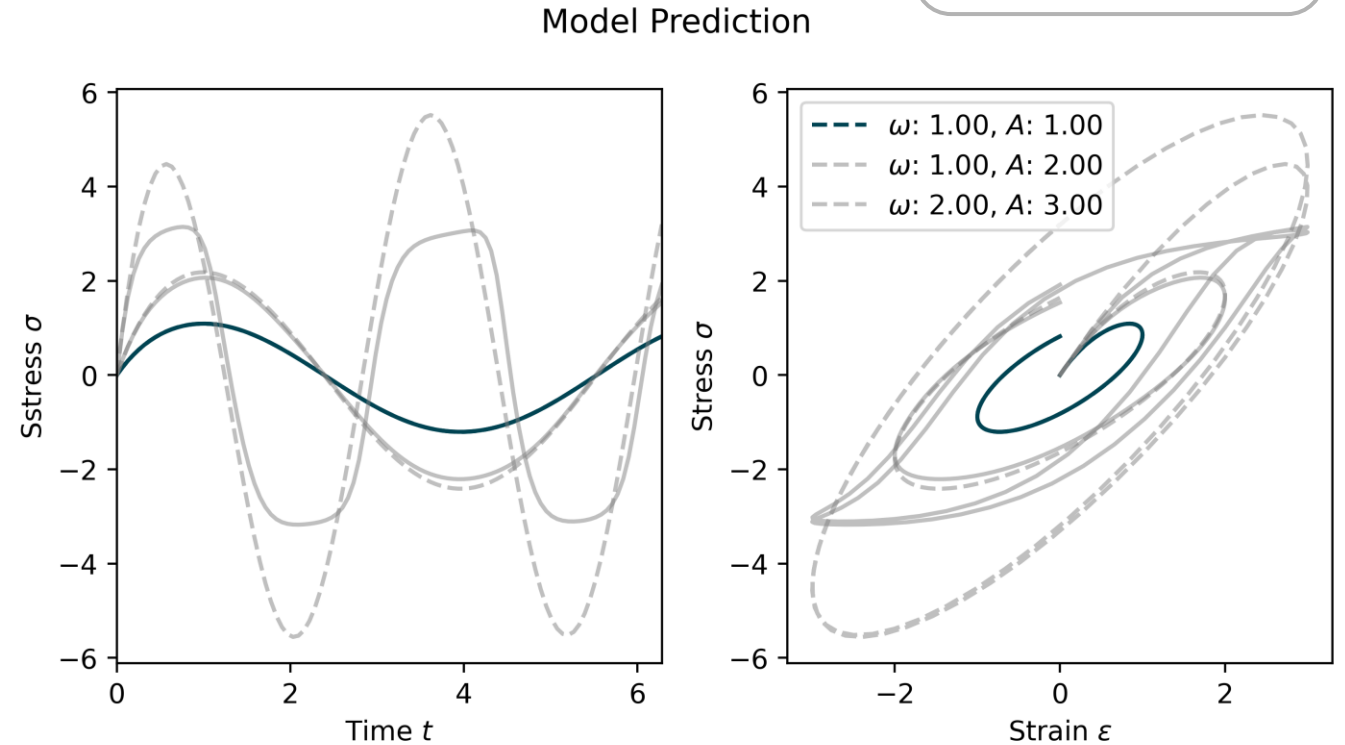 Model Prediction
6
4
2
0
−2
−4
−6
Sstress σ
0
2
4
6
Time t
6
4
2
0
−2
−4
−6
Stress σ
ω: 1.00, A: 1.00
ω: 1.00, A: 2.00
ω: 2.00, A: 3.00
−2
0
2
Strain ε